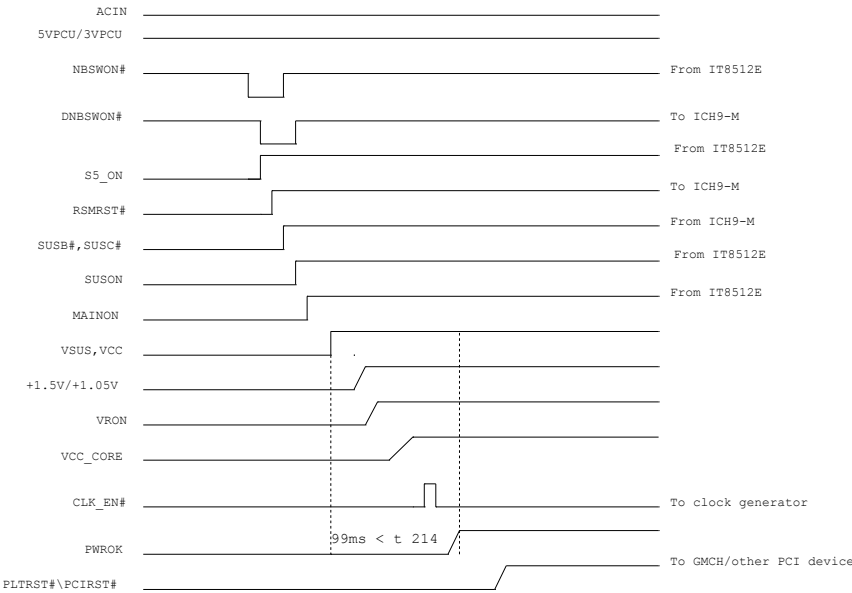 ACIN
5VPCU/3VPCU
NBSWON# From IT8512E
DNBSWON# To ICH9-M
From IT8512E
S5_ON
RSMRST# To ICH9-M
From ICH9-M
SUSB#,SUSC#
From IT8512E
SUSON
From IT8512E
MAINON
VSUS,VCC
+1.5V/+1.05V
VRON
VCC_CORE
CLK_EN# To clock generator
99ms < t 214
PWROK
To GMCH/other PCI device
PLTRST#\PCIRST#